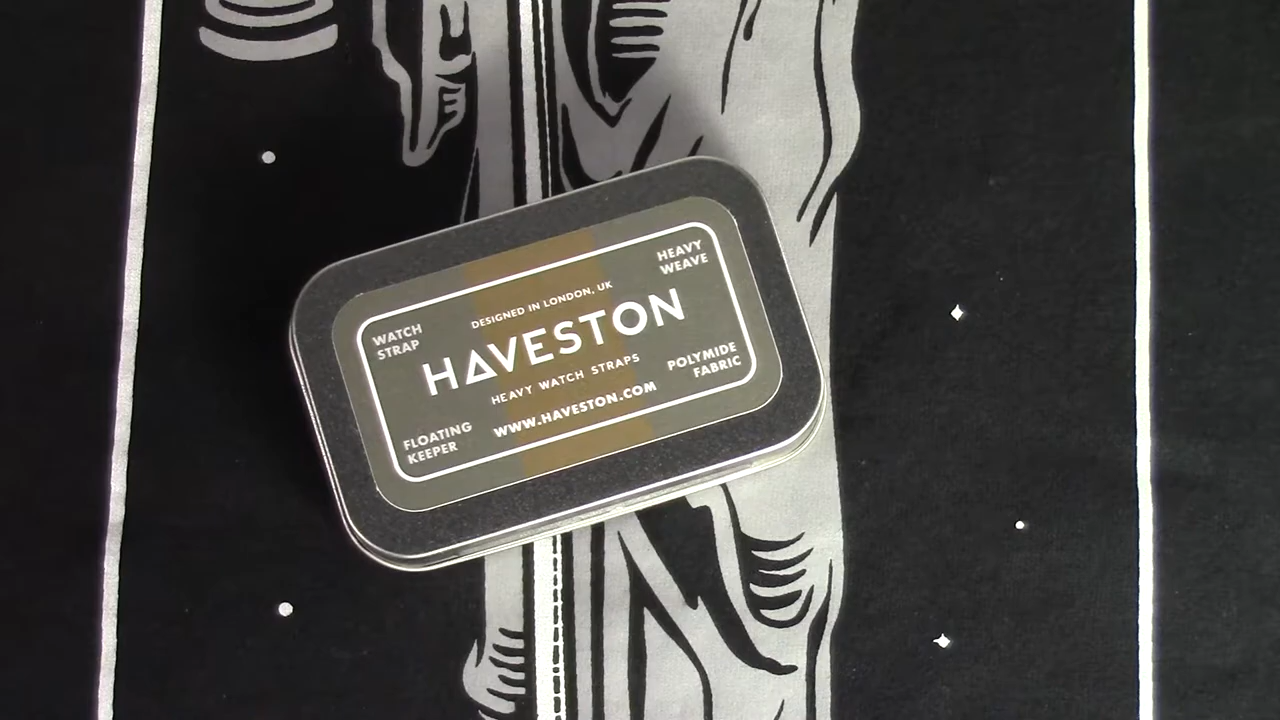 HEAVY
WEAVE
DESIGNED IN LONDON, UK
WATCH
STRAP
HAVESTON
HEAVY WATCH STRAPS
POLYMIDE
FABRIC
WWW.HAVESTON.COM
FLOATING
KEEPER